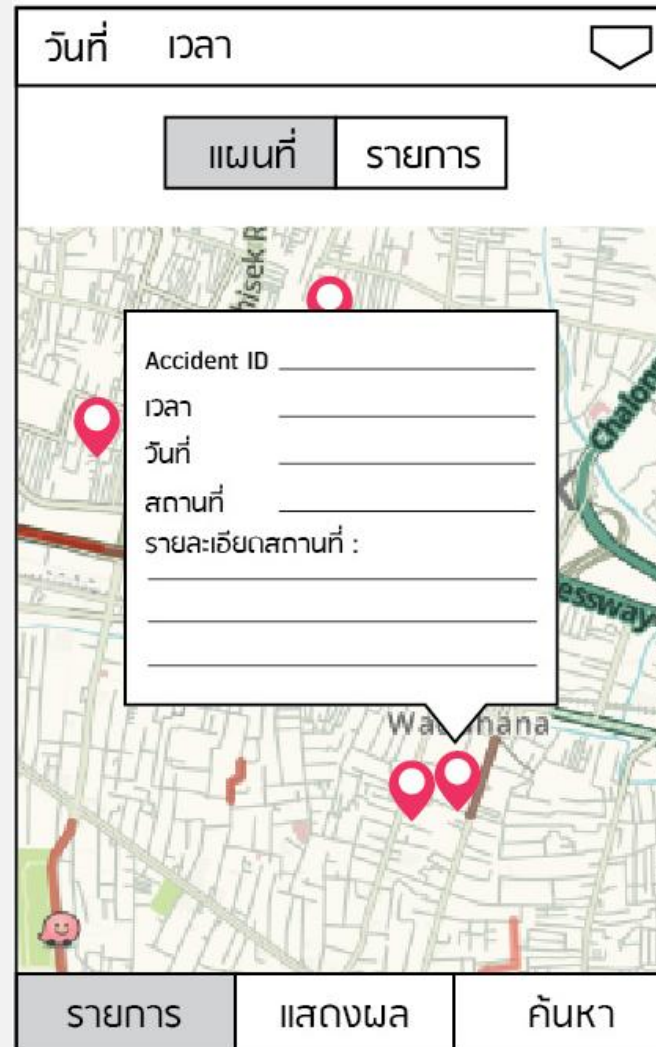 วันที่ เวลา
แผนที่ รายการ
hisek R
Accident ID
เวลา
วันที่
สถานที่
รายละเอียดสถานที่ :
Chalon
essway
Wa hana
รายการ แสดงผล ค้นหา